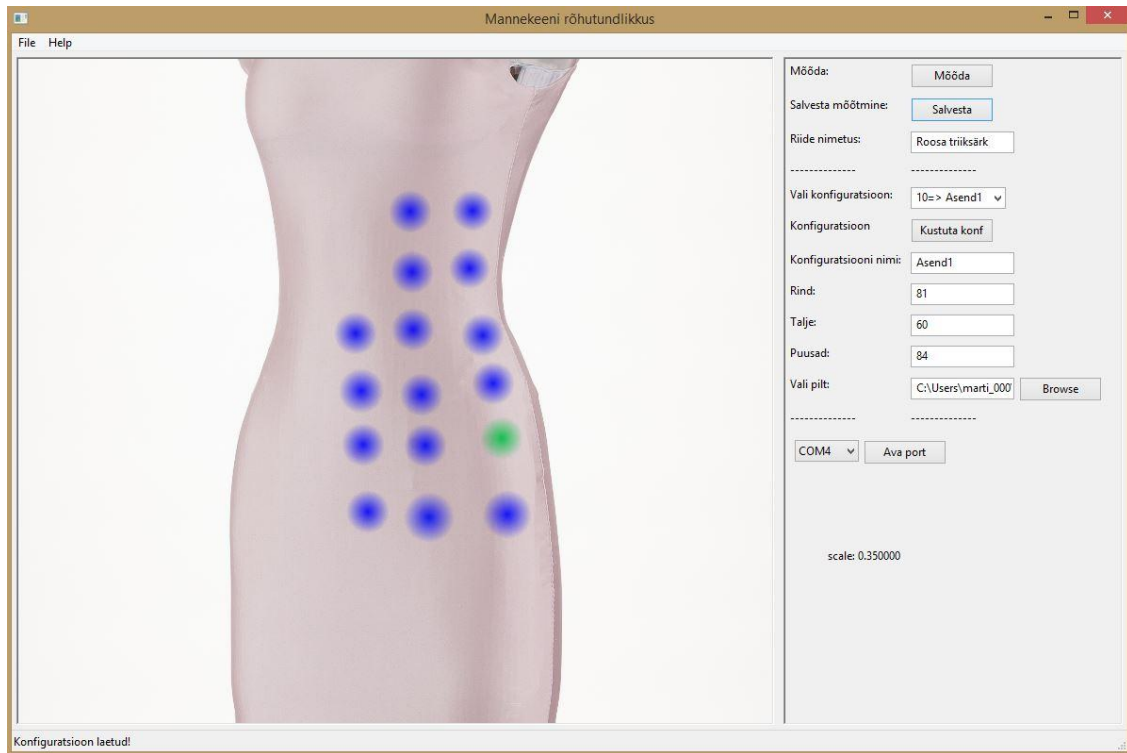 Mannekeeni rõhutundlikkus
File Help
Mõõda: Mõõda
Salvesta mõõtmine: Salvesta
Riide nimetus: Roosa triiksärk
-------------- --------------
Vali konfiguratsioon: 10=> Asend1
Konfiguratsioon Kustuta konf
Konfiguratsiooni nimi: Asend1
Rind: 81
Talje: 60
Puusad: 84
Vali pilt: C:\Users\marti_000 Browse
-------------- --------------
COM4 Ava port
scale: 0.350000
Konfiguratsioon laetud!